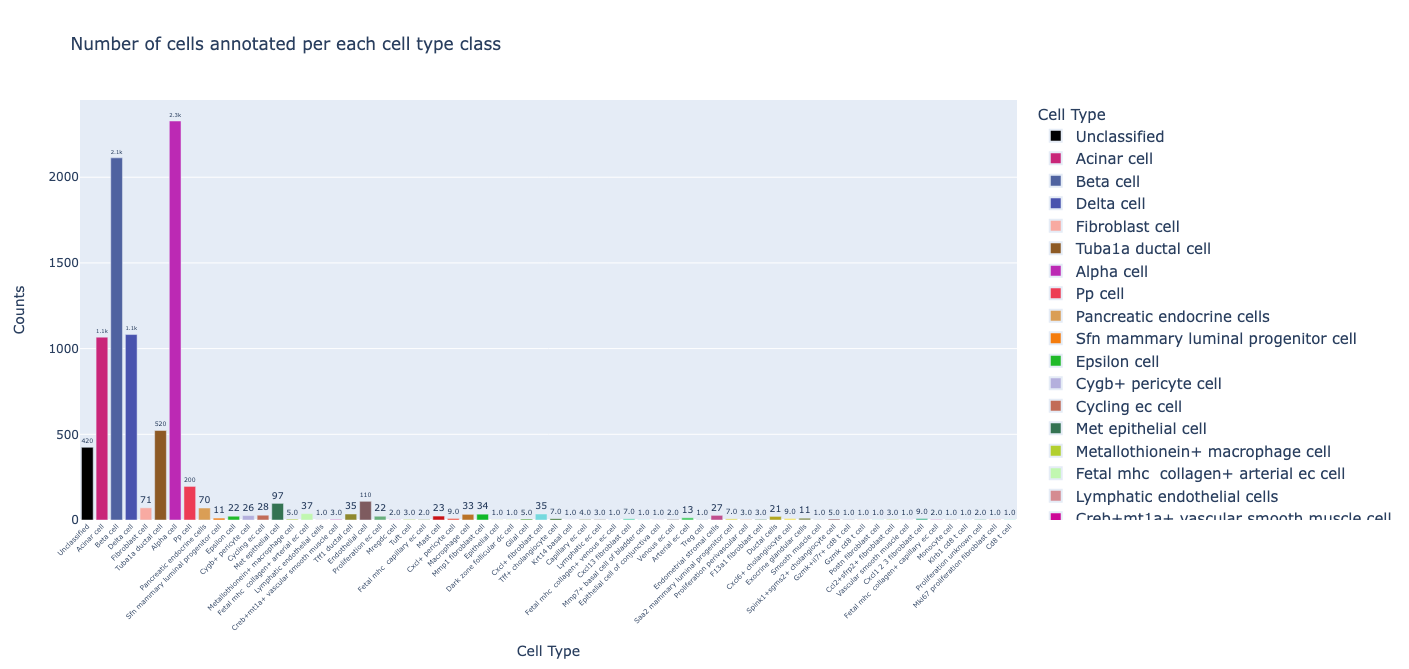 Number of cells annotated per each cell type class
Counts
2000
1500
1000
500
0
420
1.1k
2.1k
1.1k
71
520
2.3k
200
70
11
22
26
28
97
5.0
37
1.0
3.0
35
110
22
2.0
3.0
2.0
23
9.0
33
34
1.0
1.0
5.0
35
7.0
1.0
4.0
3.0
1.0
7.0
1.0
1.0
2.0
13
1.0
27
7.0
3.0
3.0
21
9.0
11
1.0
5.0
1.0
1.0
1.0
3.0
1.0
9.0
2.0
1.0
1.0
2.0
1.0
1.0
Unclassified
Acinar cell
Beta cell
Delta cell
Fibroblast cell
Tuba1a ductal cell
Alpha cell
Pp cell
Pancreatic endocrine cells
Sfn mammary luminal progenitor cell
Epsilon cell
Cygb+ pericyte cell
Cycling ec cell
Met epithelial cell
Metallothionein+ macrophage cell
Fetal mhc  collagen+ arterial ec cell
Lymphatic endothelial cells
Creb+mt1a+ vascular smooth muscle cell
Tff1 ductal cell
Endothelial cell
Proliferation ec cell
Mregdc cell
Tuft cell
Fetal mhc  capillary ec cell
Mast cell
Cxcl+ pericyte cell
Macrophage cell
Mmp1 fibroblast cell
Epithelial cell
Dark zone follicular dc cell
Glial cell
Cxcl+ fibroblast cell
Tff+ cholangiocyte cell
Krt14 basal cell
Capillary ec cell
Lymphatic ec cell
Fetal mhc  collagen+ venous ec cell
Cxcl13 fibroblast cell
Mmp7+ basal cell of bladder cell
Epithelial cell of conjunctiva cell
Venous ec cell
Arterial ec cell
Treg cell
Endometrial stromal cells
Saa2 mammary luminal progenitor cell
Proliferation perivascular cell
F13a1 fibroblast cell
Ductal cells
Cxcl6+ cholangiocyte cell
Exocrine glandular cells
Smooth muscle cell
Spink1+sgms2+ cholangiocyte cell
Gzmk+il7r+ cd8 t cell
Gzmk cd8 t cell
Postn fibroblast cell
Ccl2+sfrp2+ fibroblast cell
Vascular smooth muscle cell
Cxcl1 2 3 fibroblast cell
Fetal mhc  collagen+ capillary ec cell
Monocyte cell
Klrb1 cd8 t cell
Proliferation unknown cell
Mki67 proliferation fibroblast cell
Cd8 t cell
Cell Type
Cell Type
Unclassified
Acinar cell
Beta cell
Delta cell
Fibroblast cell
Tuba1a ductal cell
Alpha cell
Pp cell
Pancreatic endocrine cells
Sfn mammary luminal progenitor cell
Epsilon cell
Cygb+ pericyte cell
Cycling ec cell
Met epithelial cell
Metallothionein+ macrophage cell
Fetal mhc  collagen+ arterial ec cell
Lymphatic endothelial cells
Creb+mt1a+ vascular smooth muscle cell